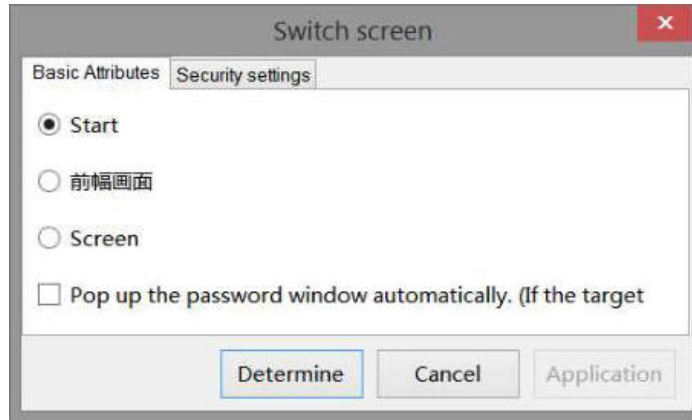 Switch screen
Basic Attributes Security settings
Start
前幅画面
Screen
Pop up the password window automatically. (If the target
Determine Cancel Application